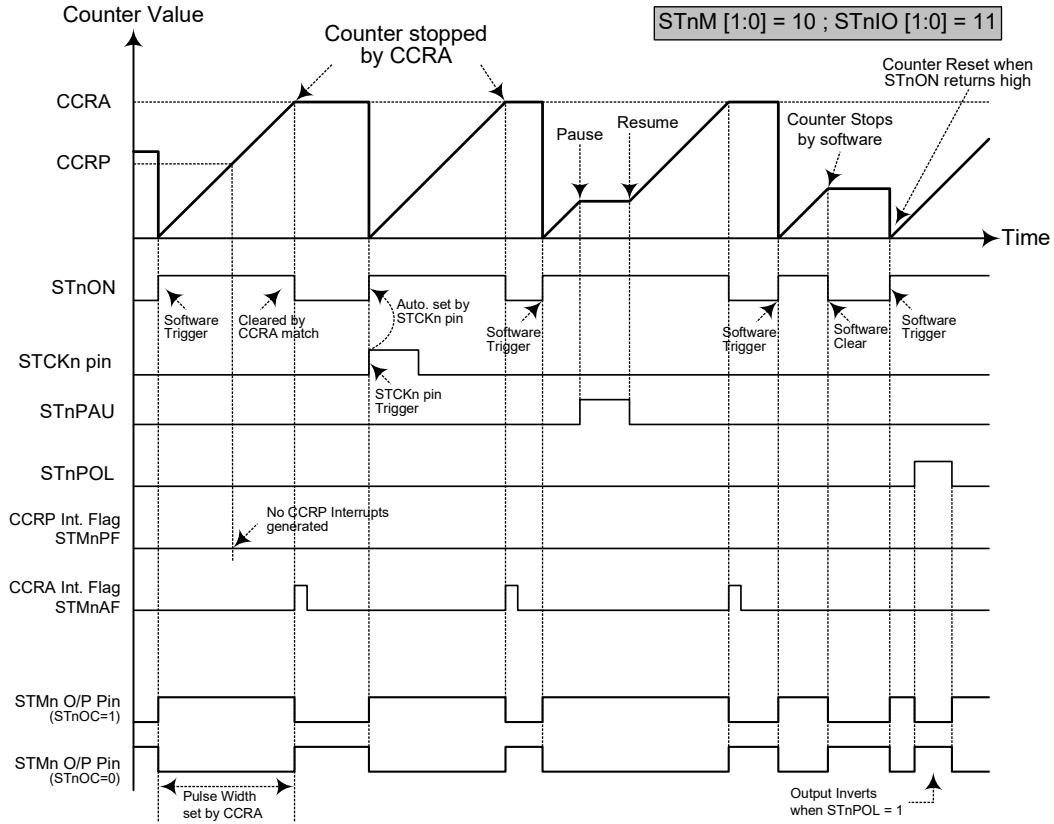 Counter Value
STnM [1:0] = 10 ; STnIO [1:0] = 11
Counter stopped
by CCRA
Counter Reset when
STnON returns high
CCRA
CCRP
Pause
Resume
Counter Stops
by software
Time
STnON
Software
Trigger
Cleared by
CCRA match
Auto. set by
STCKn pin
Software
Trigger
Software
Trigger
Software
Clear
Software
Trigger
STCKn pin
STCKn pin
Trigger
STnPAU
STnPOL
CCRP Int. Flag
STMnPF
No CCRP Interrupts
generated
CCRA Int. Flag
STMnAF
STMn O/P Pin
(STnOC=1)
STMn O/P Pin
(STnOC=0)
Pulse Width
set by CCRA
Output Inverts
when STnPOL = 1